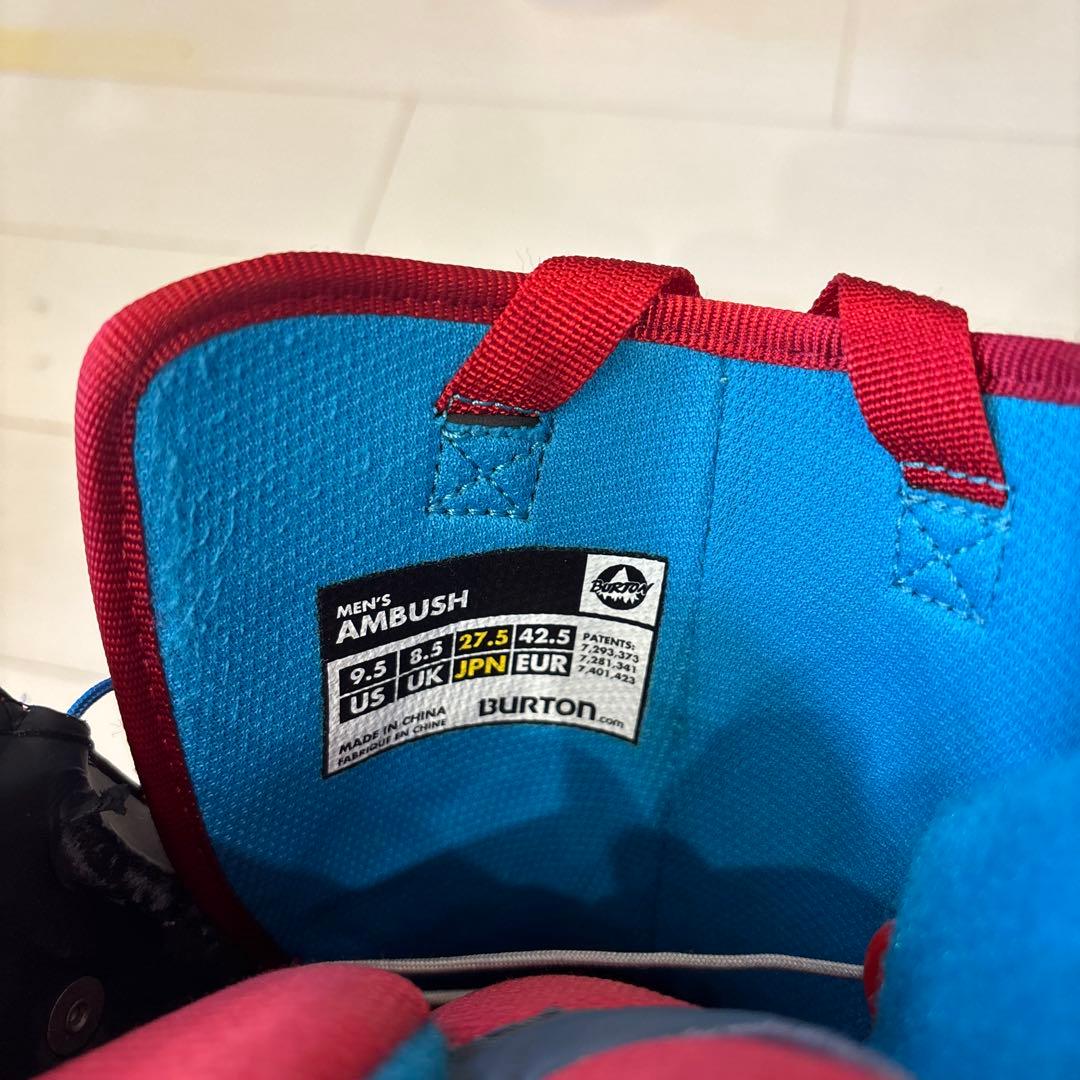 MEN'S
AMBUSH
BURTON
9.5 8.5 27.5 42.5
US UK JPN EUR
PATENTS:
7,293,373
7,281,341
7,401,423
MADE IN CHINA
FABRIQUE EN CHINE
BURTON.com